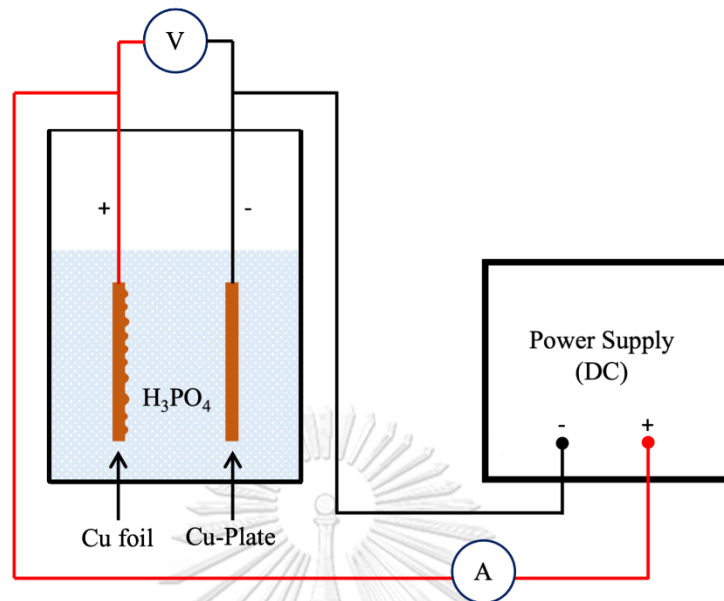 V
+ -
H₃PO₄
Cu foil
Cu-Plate
Power Supply
(DC)
- +
A